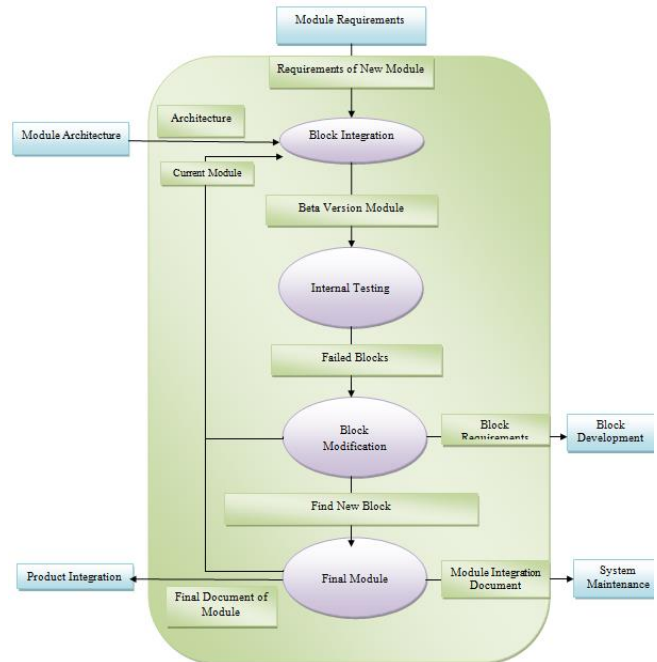 Module Requirements
Requirements of New Module
Architecture
Module Architecture
Block Integration
Current Module
Beta Version Module
Internal Testing
Failed Blocks
Block
Modification
Block
Requirements
Block
Development
Find New Block
Product Integration
Final Module
Module Integration
Document
System
Maintenance
Final Document of
Module